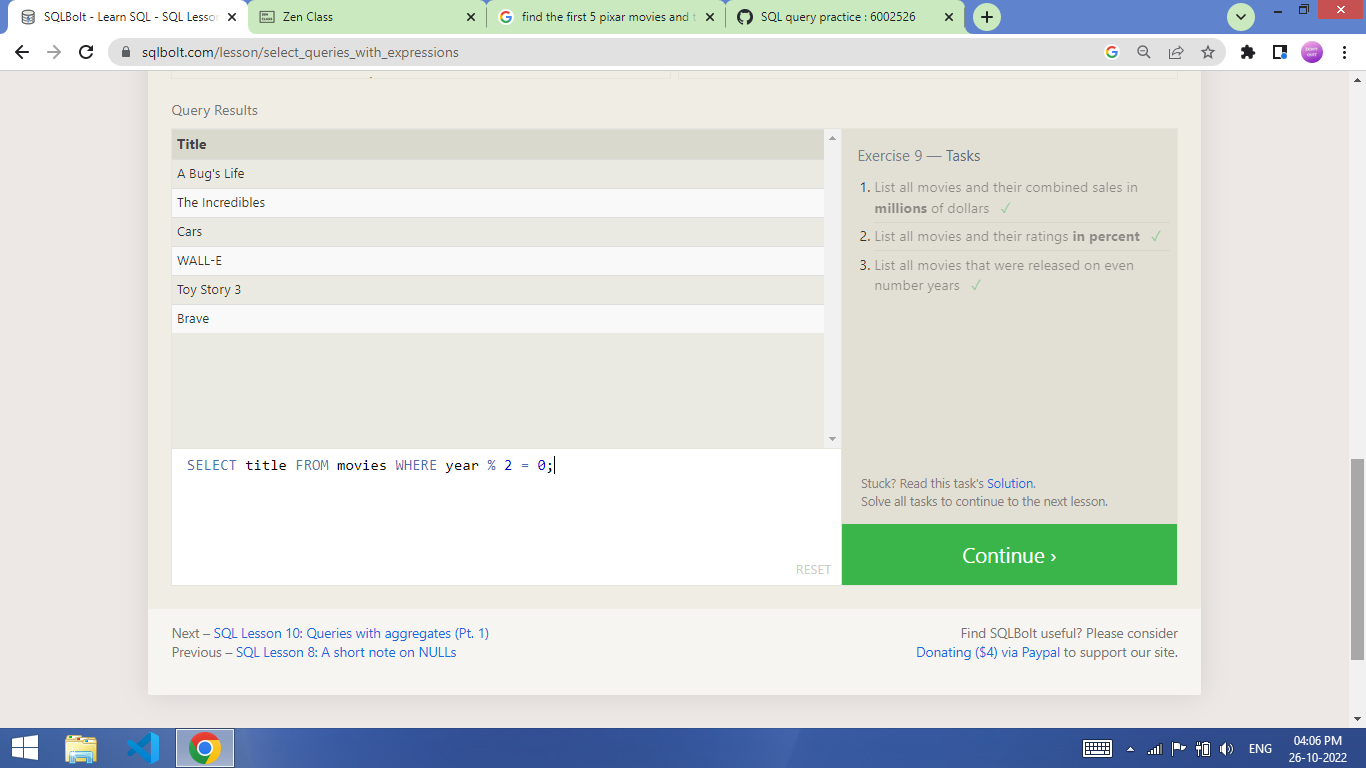 SQLBolt - Learn SQL - SQL Lesson
Zen Class
find the first 5 pixar movies and
SQL query practice : 6002526
sqlbolt.com/lesson/select_queries_with_expressions
Query Results
Title
A Bug's Life
The Incredibles
Cars
WALL-E
Toy Story 3
Brave
SELECT title FROM movies WHERE year % 2 = 0;
RESET
Exercise 9 — Tasks
1. List all movies and their combined sales in
millions of dollars ✓
2. List all movies and their ratings in percent ✓
3. List all movies that were released on even
number years ✓
Stuck? Read this task's Solution.
Solve all tasks to continue to the next lesson.
Continue ›
Next – SQL Lesson 10: Queries with aggregates (Pt. 1)
Previous – SQL Lesson 8: A short note on NULLs
Find SQLBolt useful? Please consider
Donating ($4) via Paypal to support our site.
ENG
04:06 PM
26-10-2022